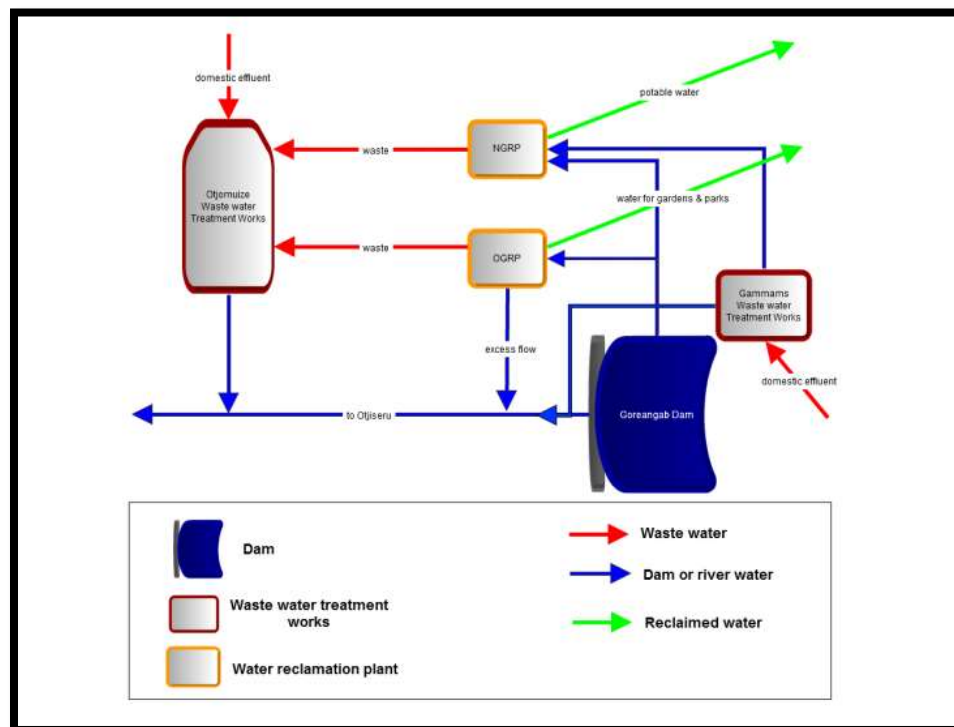 domestic effluent
potable water
waste
NGRP
Otjomuize
Waste water
Treatment Works
water for gardens & parks
waste
OGRP
Gammams
Waste water
Treatment Works
excess flow
domestic effluent
to Otjiseru
Goreangab Dam
Dam
Waste water treatment
works
Water reclamation plant
Waste water
Dam or river water
Reclaimed water